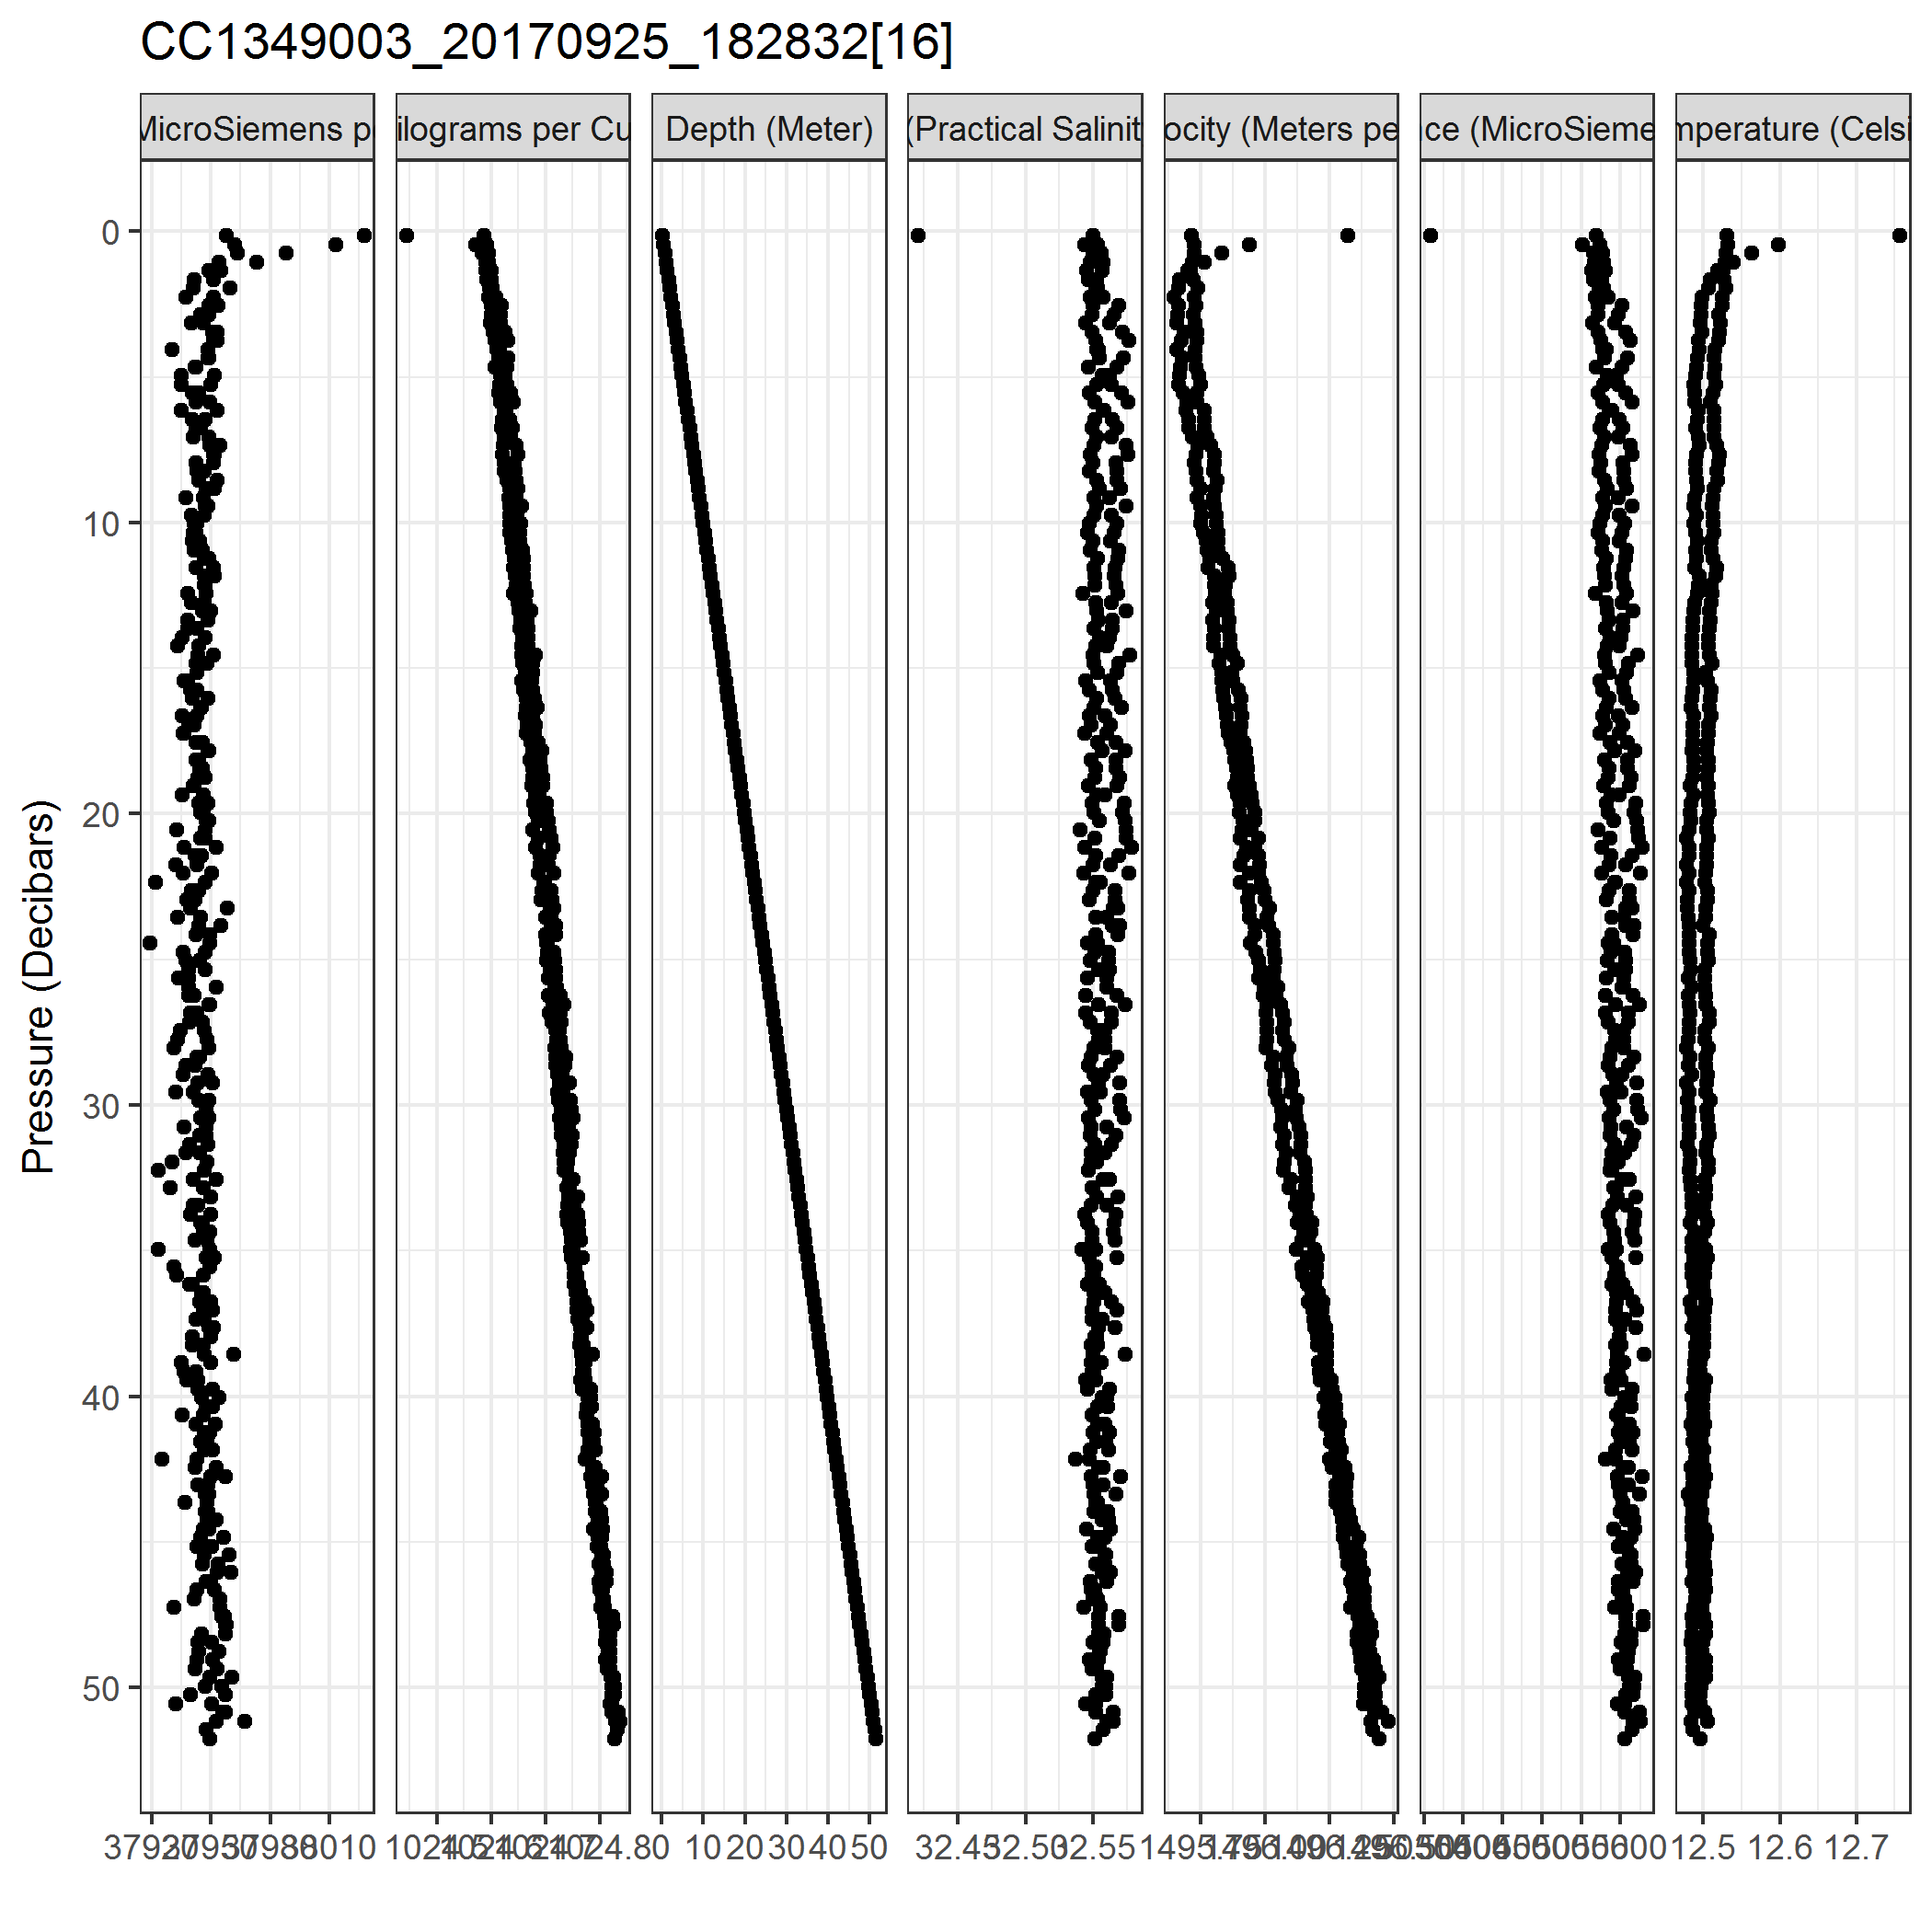 CC1349003_20170925_182832[16]
MicroSiemens p
ilograms per Cu
Depth (Meter)
(Practical Salinit
ocity (Meters pe
ce (MicroSieme
mperature (Celsi
0
10
20
30
40
50
Pressure (Decibars)
0 10 20 30 40 50
32.45 32.50 32.55
12.5 12.6 12.7